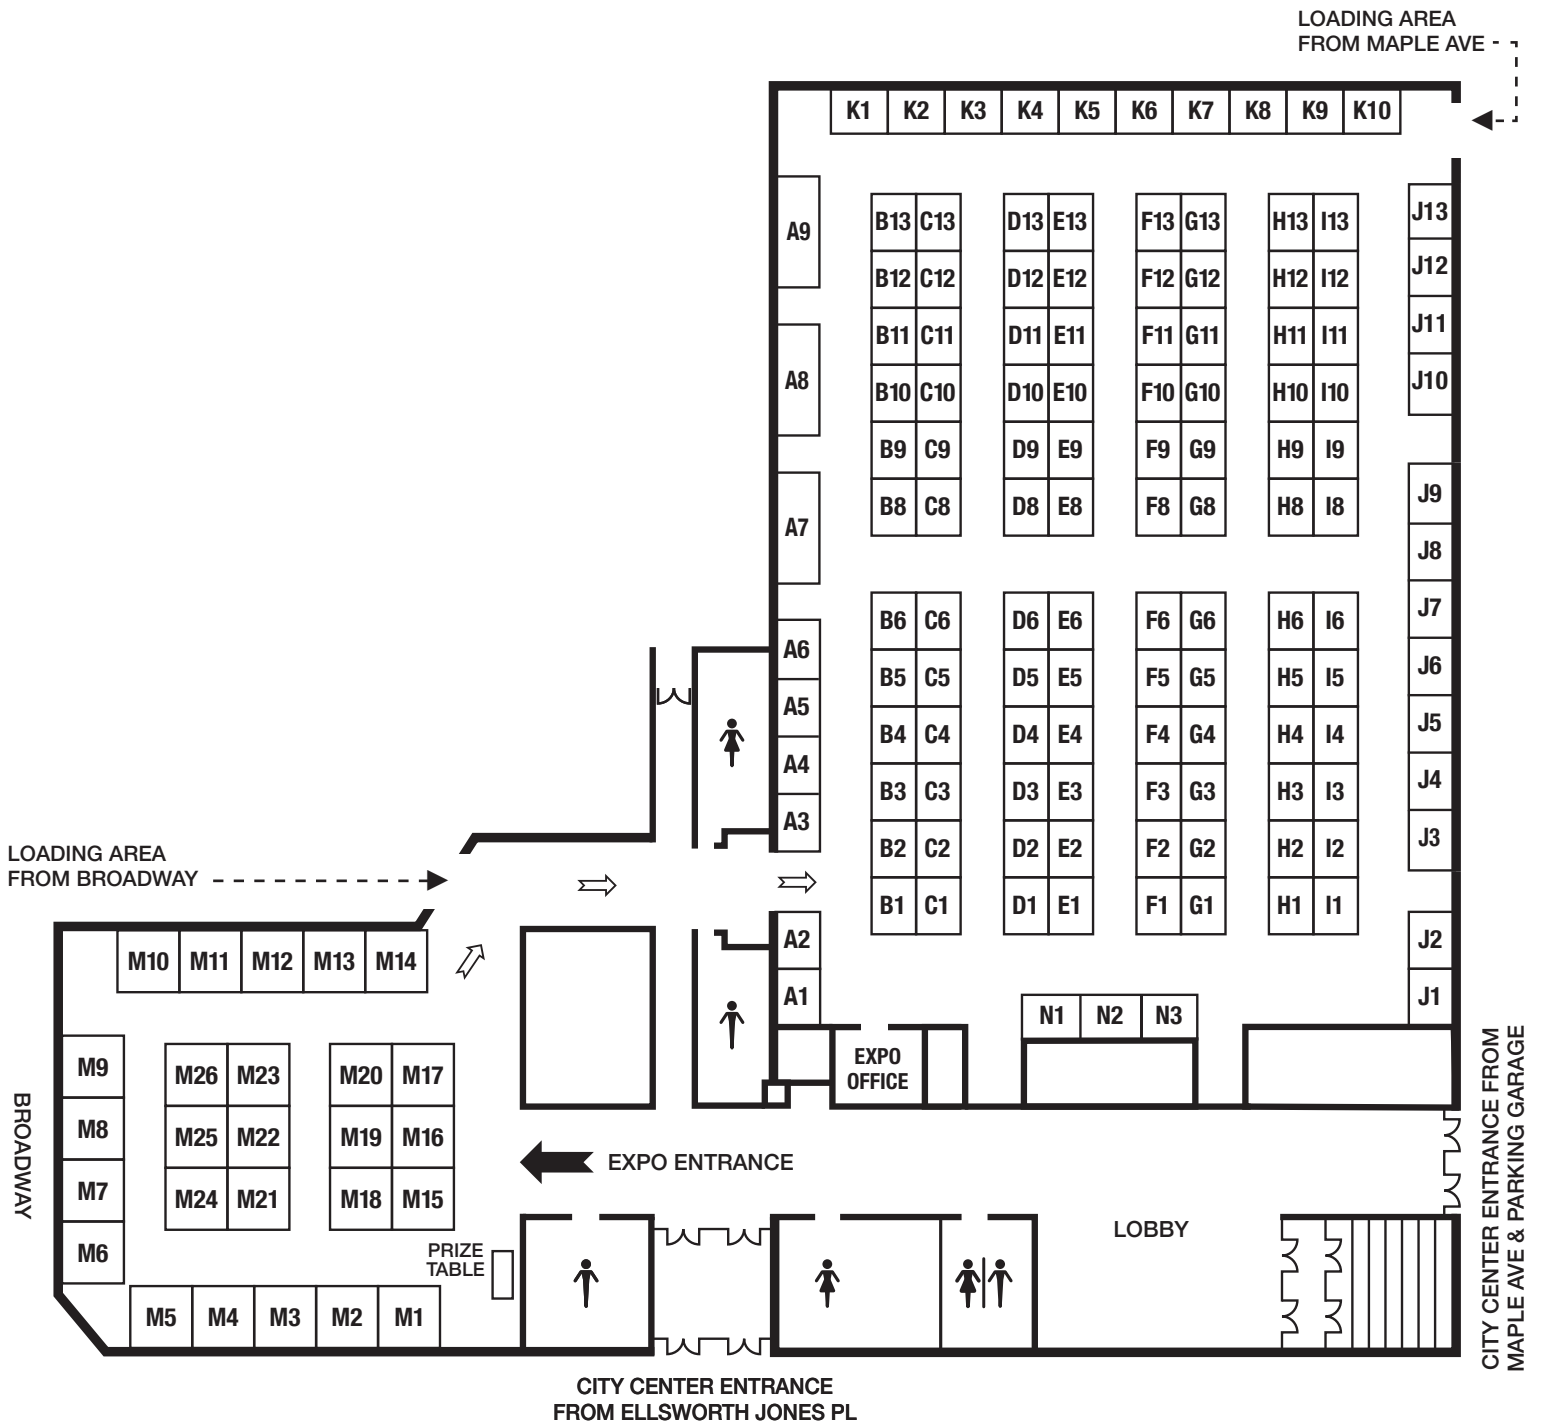 LOADING AREA
FROM MAPLE AVE
K1 K2 K3 K4 K5 K6 K7 K8 K9 K10
A9
A8
A7
A6
A5
A4
A3
A2
A1
B13 C13
B12 C12
B11 C11
B10 C10
B9 C9
B8 C8
B6 C6
B5 C5
B4 C4
B3 C3
B2 C2
B1 C1
D13 E13
D12 E12
D11 E11
D10 E10
D9 E9
D8 E8
D6 E6
D5 E5
D4 E4
D3 E3
D2 E2
D1 E1
F13 G13
F12 G12
F11 G11
F10 G10
F9 G9
F8 G8
F6 G6
F5 G5
F4 G4
F3 G3
F2 G2
F1 G1
H13 I13
H12 I12
H11 I11
H10 I10
H9 I9
H8 I8
H6 I6
H5 I5
H4 I4
H3 I3
H2 I2
H1 I1
J13
J12
J11
J10
J9
J8
J7
J6
J5
J4
J3
J2
J1
N1 N2 N3
EXPO
OFFICE
LOADING AREA
FROM BROADWAY
M10 M11 M12 M13 M14
M9
M8
M7
M6
M26 M23
M25 M22
M24 M21
M20 M17
M19 M16
M18 M15
M5 M4 M3 M2 M1
BROADWAY
PRIZE
TABLE
EXPO ENTRANCE
LOBBY
CITY CENTER ENTRANCE FROM
MAPLE AVE & PARKING GARAGE
CITY CENTER ENTRANCE
FROM ELLSWORTH JONES PL